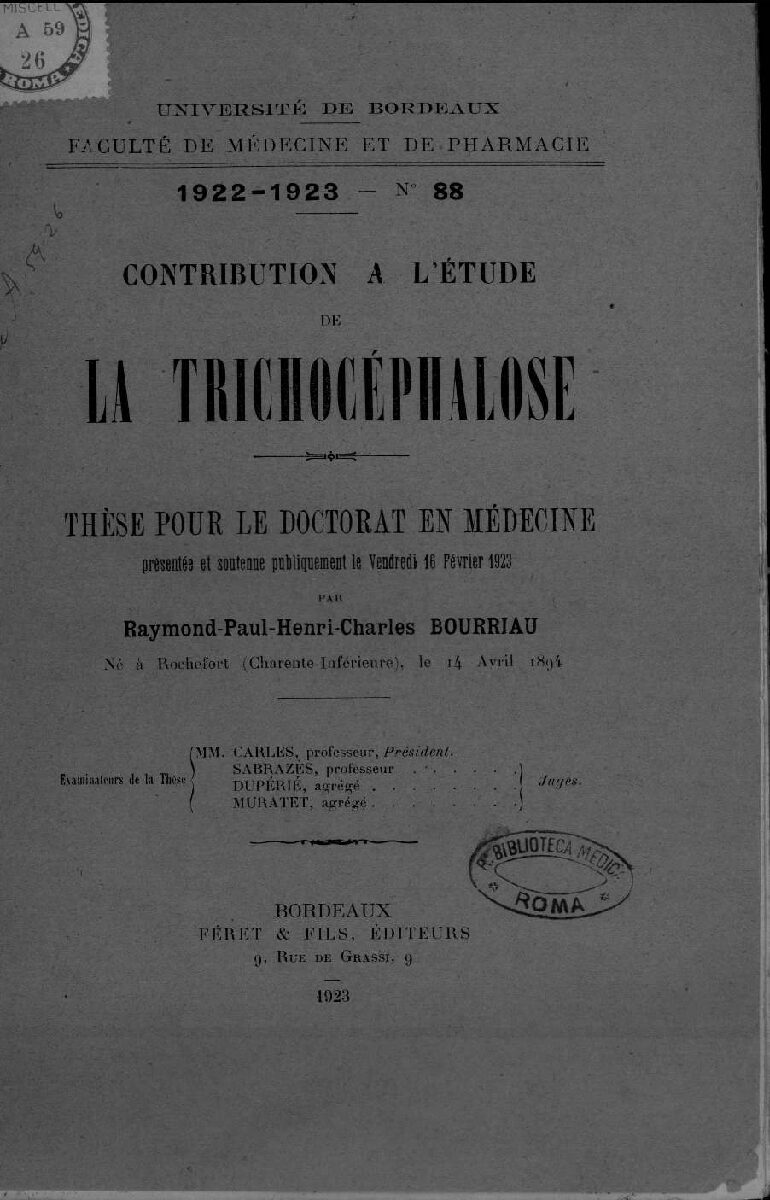 MISCELL
A 59
26
MEDICA
ROMA
A 59 26
UNIVERSITÉ DE BORDEAUX
FACULTÉ DE MÉDECINE ET DE PHARMACIE
1922-1923 — N° 88
CONTRIBUTION A L'ÉTUDE
DE
LA TRICHOCÉPHALOSE
THÈSE POUR LE DOCTORAT EN MÉDECINE
présentée et soutenue publiquement le Vendredi 16 Février 1923
PAR
Raymond-Paul-Henri-Charles BOURRIAU
Né à Rochefort (Charente-Inférieure), le 14 Avril 1894
MM. CARLES, professeur, Président.
SABRAZES, professeur . . . . . .
Examinateurs de la Thèse
DUPÉRIÉ, agrégé . . . . . . . .
Juges.
MURATET, agrégé . . . . . . . .
BIBLIOTECA MEDICA
ROMA
BORDEAUX
FÉRET & FILS, ÉDITEURS
9, RUE DE GRASSI, 9
1923